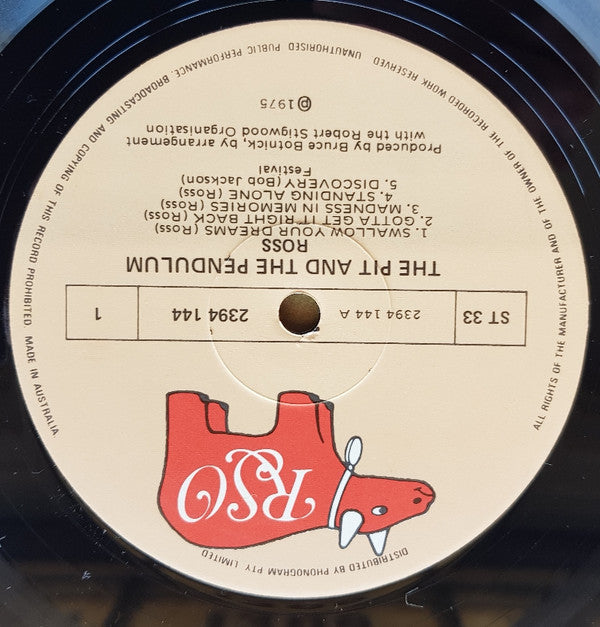 DISTRIBUTED BY PHONOGRAM PTY. LIMITED
RSO
ST 33
2394 144 A
2394 144
1
THE PIT AND THE PENDULUM
ROSS
1. SWALLOW YOUR DREAMS (Ross)
2. GOTTA GET IT RIGHT BACK (Ross)
3. MADNESS IN MEMORIES (Ross)
4. STANDING ALONE (Ross)
5. DISCOVERY (Bob Jackson)
Festival
Produced by Bruce Botnick, by arrangement
with the Robert Stigwood Organisation
℗ 1975
ALL RIGHTS OF THE MANUFACTURER AND OF THE OWNER OF THE RECORDED WORK RESERVED. UNAUTHORISED PUBLIC PERFORMANCE, BROADCASTING AND COPYING OF THIS RECORD PROHIBITED. MADE IN AUSTRALIA.